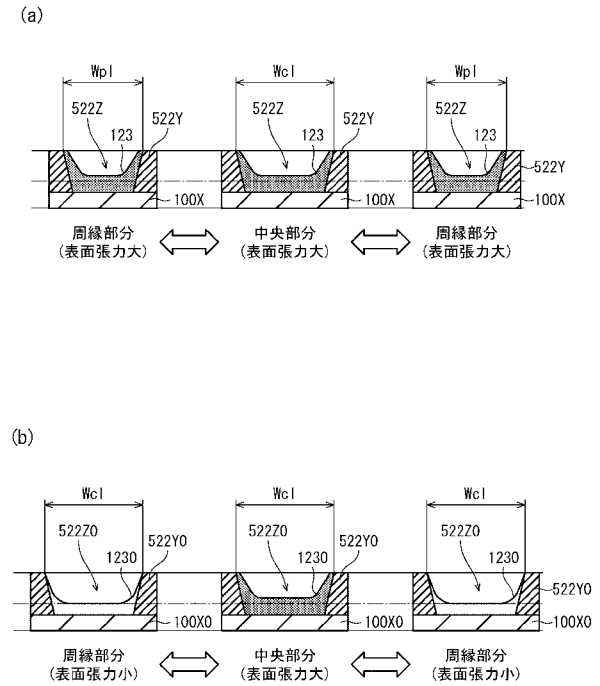 (a)
Wpl Wcl Wpl
522Z 123 522Y 522Z 123 522Y 522Z 123 522Y
100X 100X 100X
周縁部分 中央部分 周縁部分
(表面張力大) (表面張力大) (表面張力大)
(b)
Wcl Wcl Wcl
522Z0 1230 522Y0 522Z0 1230 522Y0 522Z0 1230 522Y0
100X0 100X0 100X0
周縁部分 中央部分 周縁部分
(表面張力小) (表面張力大) (表面張力小)